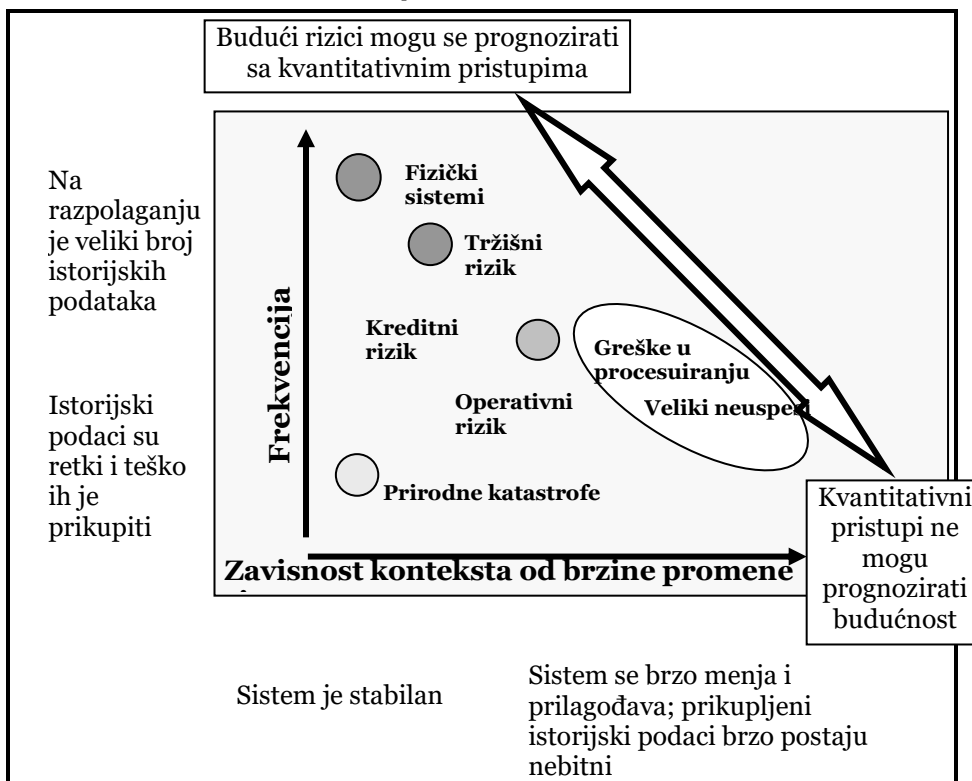 Budući rizici mogu se prognozirati
sa kvantitativnim pristupima
Na
razpolaganju
je veliki broj
istorijskih
podataka
Istorijski
podaci su
retki i teško
ih je
prikupiti
Frekvencija
Fizički
sistemi
Tržišni
rizik
Kreditni
rizik
Greške u
procesuiranju
Veliki neuspesi
Operativni
rizik
Prirodne katastrofe
Zavisnost konteksta od brzine promene
Kvantitativni
pristupi ne
mogu
prognozirati
budućnost
Sistem je stabilan
Sistem se brzo menja i
prilagođava; prikupljeni
istorijski podaci brzo postaju
nebitni